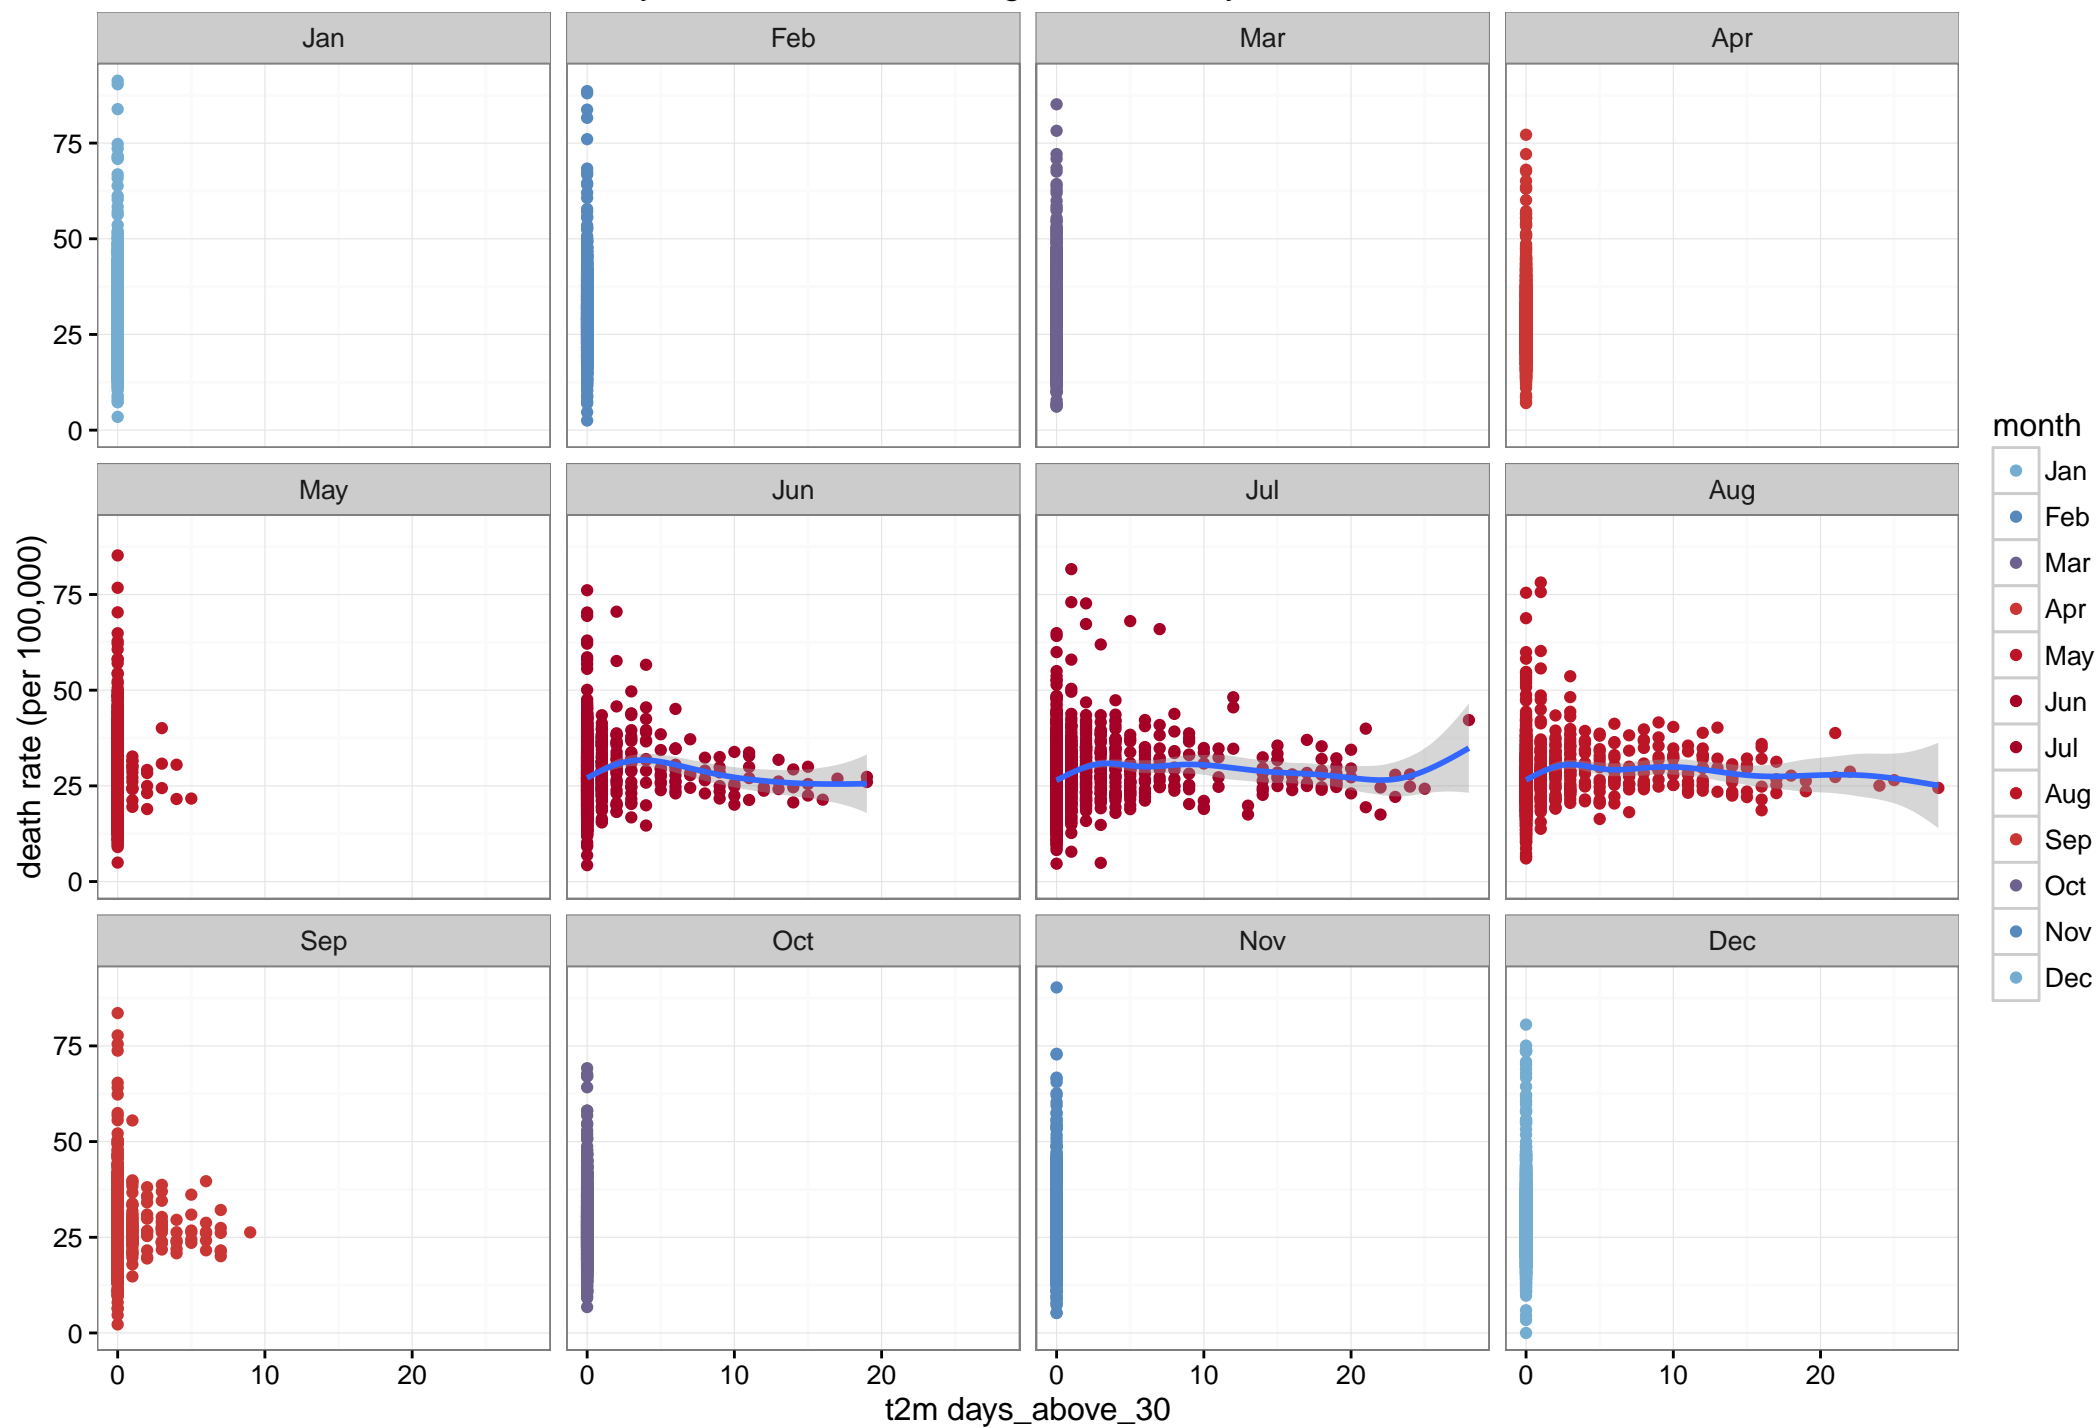 Jan Feb Mar Apr
75
50
25
0
May Jun Jul Aug
75
50
25
0
Sep Oct Nov Dec
75
50
25
0
0 10 20 0 10 20 0 10 20 0 10 20
t2m days_above_30
death rate (per 100,000)
month
Jan
Feb
Mar
Apr
May
Jun
Jul
Aug
Sep
Oct
Nov
Dec